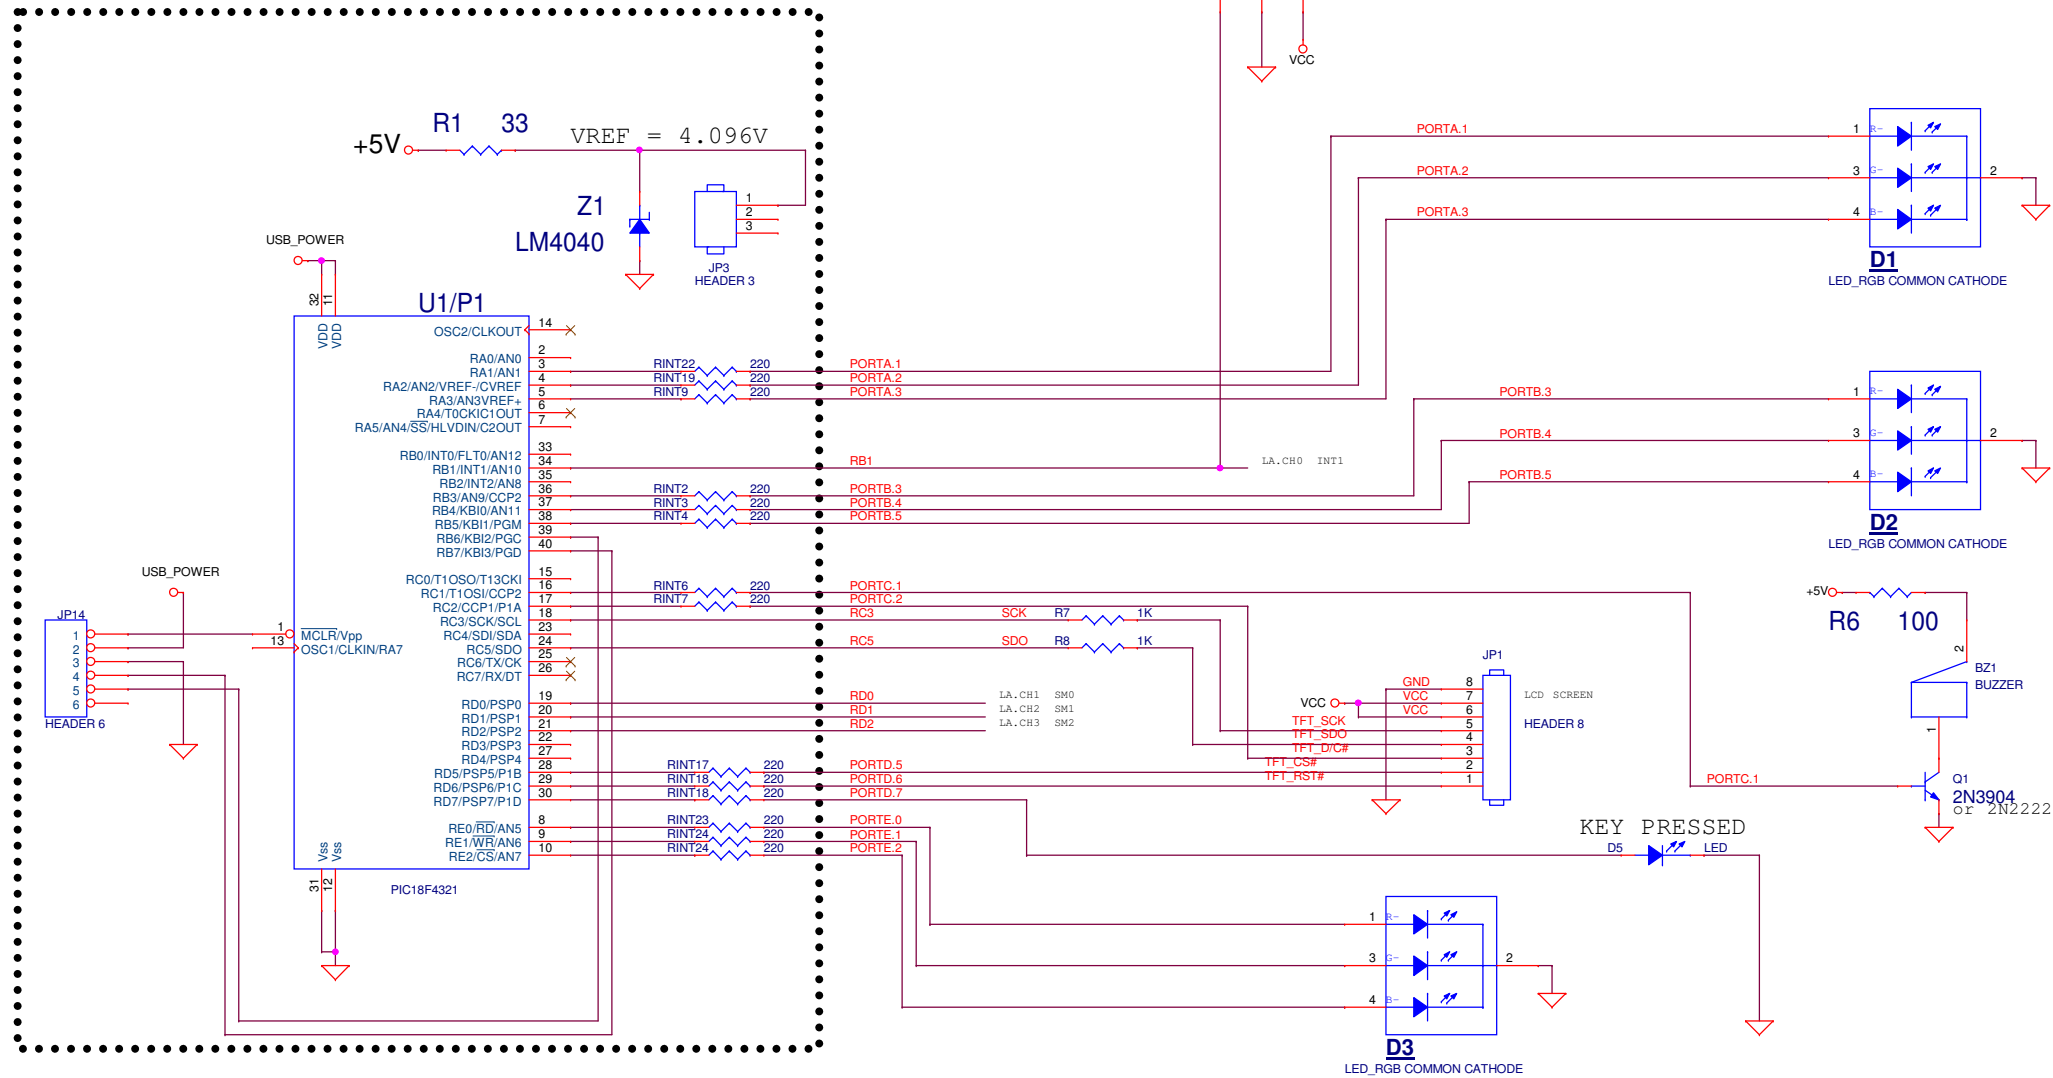 VCC
R1 33
+5V
VREF = 4.096V
Z1
LM4040
1
2
3
JP3
HEADER 3
USB_POWER
32
11
VDD
VDD
U1/P1
OSC2/CLKOUT 14
RA0/AN0 2
RA1/AN1 3
RA2/AN2/VREF-/CVREF 4
RA3/AN3VREF+ 5
RA4/T0CKIC1OUT 6
RA5/AN4/SS/HLVDIN/C2OUT 7
RB0/INT0/FLT0/AN12 33
RB1/INT1/AN10 34
RB2/INT2/AN8 35
RB3/AN9/CCP2 36
RB4/KBI0/AN11 37
RB5/KBI1/PGM 38
RB6/KBI2/PGC 39
RB7/KBI3/PGD 40
RC0/T1OSO/T13CKI 15
RC1/T1OSI/CCP2 16
RC2/CCP1/P1A 17
RC3/SCK/SCL 18
RC4/SDI/SDA 23
RC5/SDO 24
RC6/TX/CK 25
RC7/RX/DT 26
RD0/PSP0 19
RD1/PSP1 20
RD2/PSP2 21
RD3/PSP3 22
RD4/PSP4 27
RD5/PSP5/P1B 28
RD6/PSP6/P1C 29
RD7/PSP7/P1D 30
RE0/RD/AN5 8
RE1/WR/AN6 9
RE2/CS/AN7 10
1 MCLR/Vpp
13 OSC1/CLKIN/RA7
Vss
Vss
31
12
PIC18F4321
USB_POWER
JP14
1
2
3
4
5
6
HEADER 6
RINT22 220 PORTA.1
RINT19 220 PORTA.2
RINT9 220 PORTA.3
RB1
LA.CH0 INT1
RINT2 220 PORTB.3
RINT3 220 PORTB.4
RINT4 220 PORTB.5
RINT6 220 PORTC.1
RINT7 220 PORTC.2
RC3 SCK R7 1K
RC5 SDO R8 1K
RD0 LA.CH1 SM0
RD1 LA.CH2 SM1
RD2 LA.CH3 SM2
RINT17 220 PORTD.5
RINT18 220 PORTD.6
RINT18 220 PORTD.7
RINT23 220 PORTE.0
RINT24 220 PORTE.1
RINT24 220 PORTE.2
PORTA.1 1 R-
PORTA.2 3 G- 2
PORTA.3 4 B-
D1
LED_RGB COMMON CATHODE
PORTB.3 1 R-
PORTB.4 3 G- 2
PORTB.5 4 B-
D2
LED_RGB COMMON CATHODE
+5V
R6 100
2
BZ1
BUZZER
1
PORTC.1
Q1
2N3904
or 2N2222
JP1
GND 8
VCC VCC 7
VCC 6
TFT_SCK 5
TFT_SDO 4
TFT_D/C# 3
TFT_CS# 2
TFT_RST# 1
LCD SCREEN
HEADER 8
KEY PRESSED
D5 LED
1 R-
3 G- 2
4 B-
D3
LED_RGB COMMON CATHODE